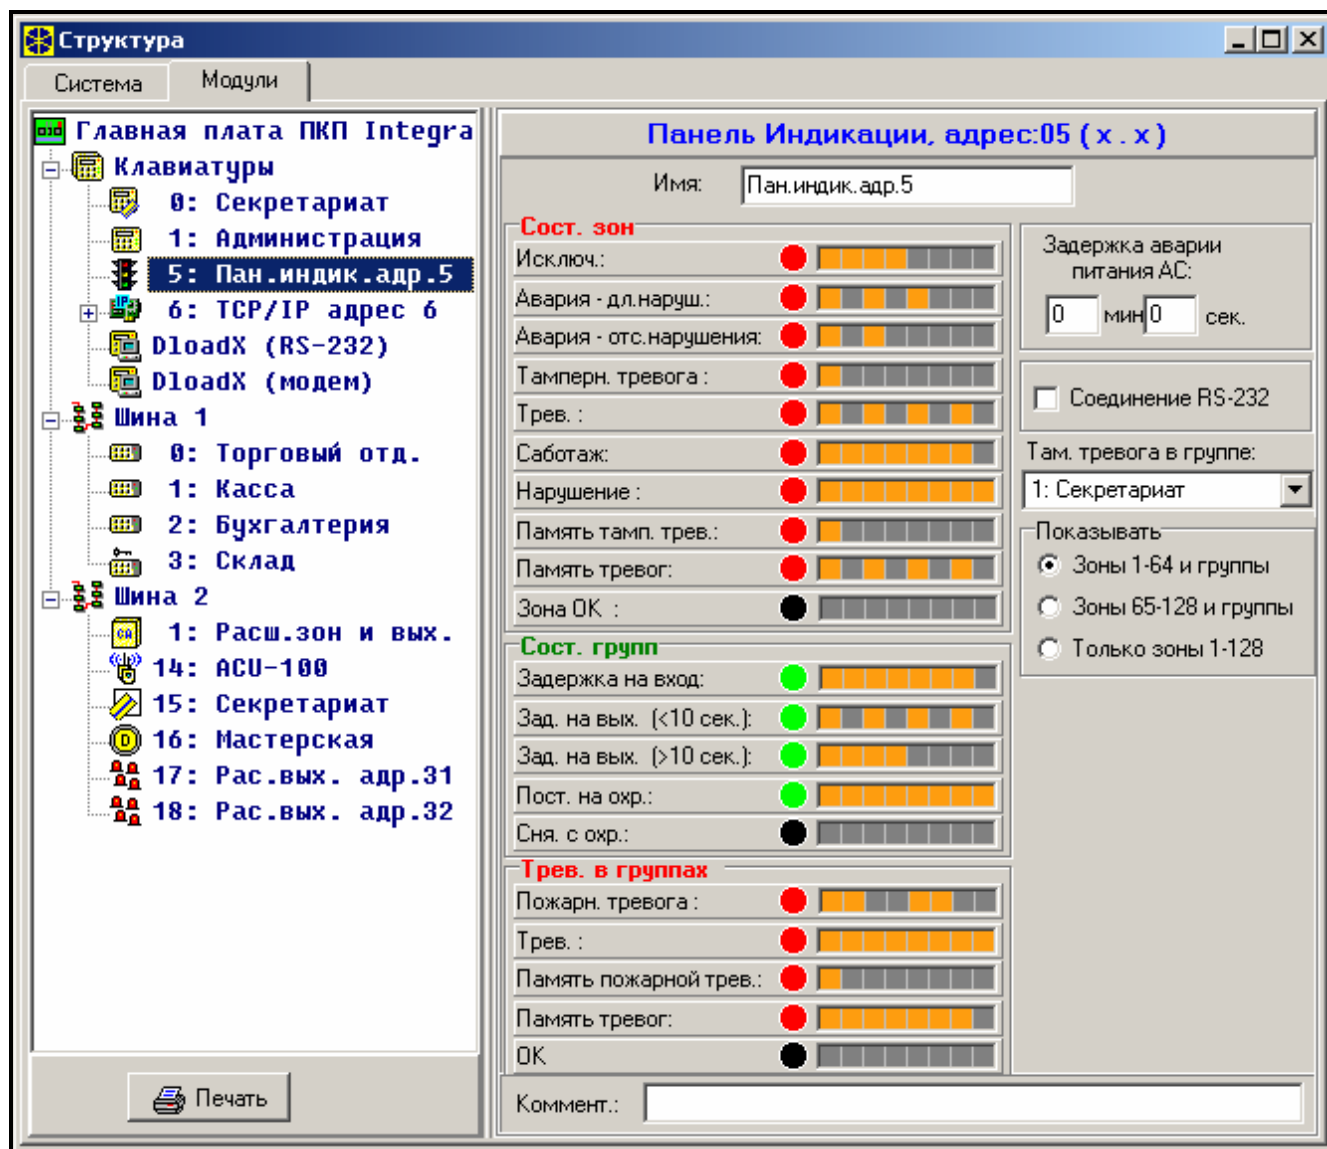 Структура
Система
Модули
Главная плата ПКП Integra
Клавиатуры
0: Секретариат
1: Администрация
5: Пан.индик.адр.5
IP
6: TCP/IP адрес 6
DloadX (RS-232)
DloadX (модем)
Шина 1
0: Торговый отд.
1: Касса
2: Бухгалтерия
3: Склад
Шина 2
CA
1: Расш.зон и вых.
14: ACU-100
15: Секретариат
D
16: Мастерская
17: Рас.вых. адр.31
18: Рас.вых. адр.32
Печать
Панель Индикации, адрес:05 ( x . x )
Имя: Пан.индик.адр.5
Сост. зон
Исключ.:
Авария - дл.наруш.:
Авария - отс.нарушения:
Тамперн. тревога :
Трев. :
Саботаж:
Нарушение :
Память тамп. трев.:
Память тревог:
Зона ОК :
Сост. групп
Задержка на вход:
Зад. на вых. (<10 сек.):
Зад. на вых. (>10 сек.):
Пост. на охр.:
Сня. с охр.:
Трев. в группах
Пожарн. тревога :
Трев. :
Память пожарной трев.:
Память тревог:
ОК
Задержка аварии
питания АС:
0 мин 0 сек.
Соединение RS-232
Там. тревога в группе:
1: Секретариат
Показывать
Зоны 1-64 и группы
Зоны 65-128 и группы
Только зоны 1-128
Коммент.: